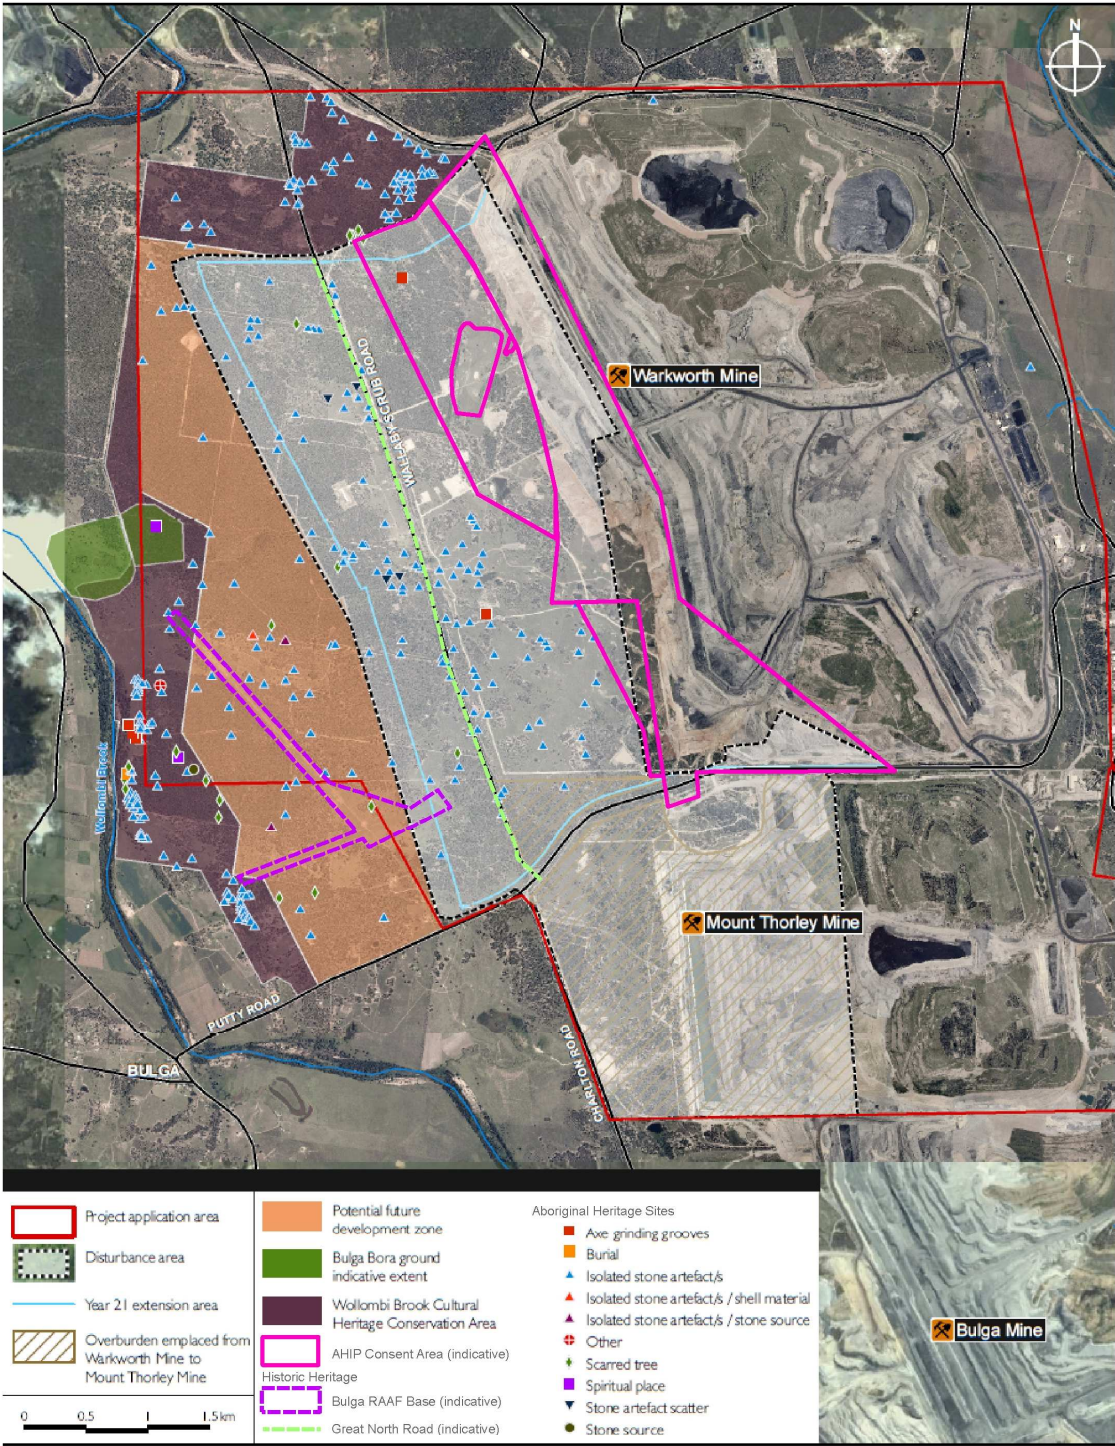 N
WALLABY SCRUB ROAD
Warkworth Mine
Wollombi Brook
Mount Thorley Mine
PUTTY ROAD
CHARLTON ROAD
BULGA
Bulga Mine
Project application area
Disturbance area
Year 21 extension area
Overburden emplaced from
Warkworth Mine to
Mount Thorley Mine
0 0.5 1 1.5km
Potential future
development zone
Bulga Bora ground
indicative extent
Wollombi Brook Cultural
Heritage Conservation Area
AHIP Consent Area (indicative)
Historic Heritage
Bulga RAAF Base (indicative)
Great North Road (indicative)
Aboriginal Heritage Sites
Axe grinding grooves
Burial
Isolated stone artefact/s
Isolated stone artefact/s / shell material
Isolated stone artefact/s / stone source
Other
Scarred tree
Spiritual place
Stone artefact scatter
Stone source